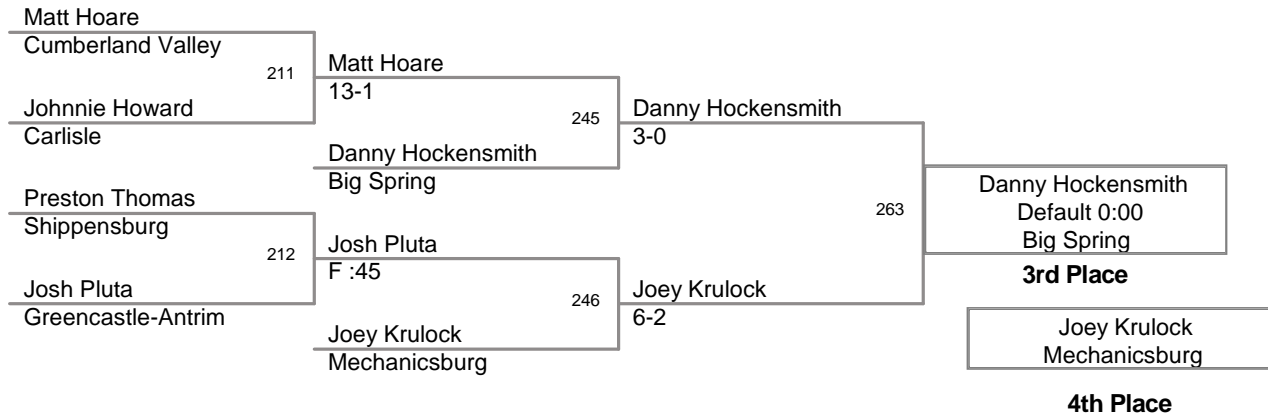 Matt Hoare
Cumberland Valley
211
Johnnie Howard
Carlisle
Matt Hoare
13-1
245
Danny Hockensmith
Big Spring
Danny Hockensmith
3-0
Preston Thomas
Shippensburg
212
Josh Pluta
Greencastle-Antrim
Josh Pluta
F :45
246
Joey Krulock
Mechanicsburg
Joey Krulock
6-2
263
Danny Hockensmith
Default 0:00
Big Spring
3rd Place
Joey Krulock
Mechanicsburg
4th Place